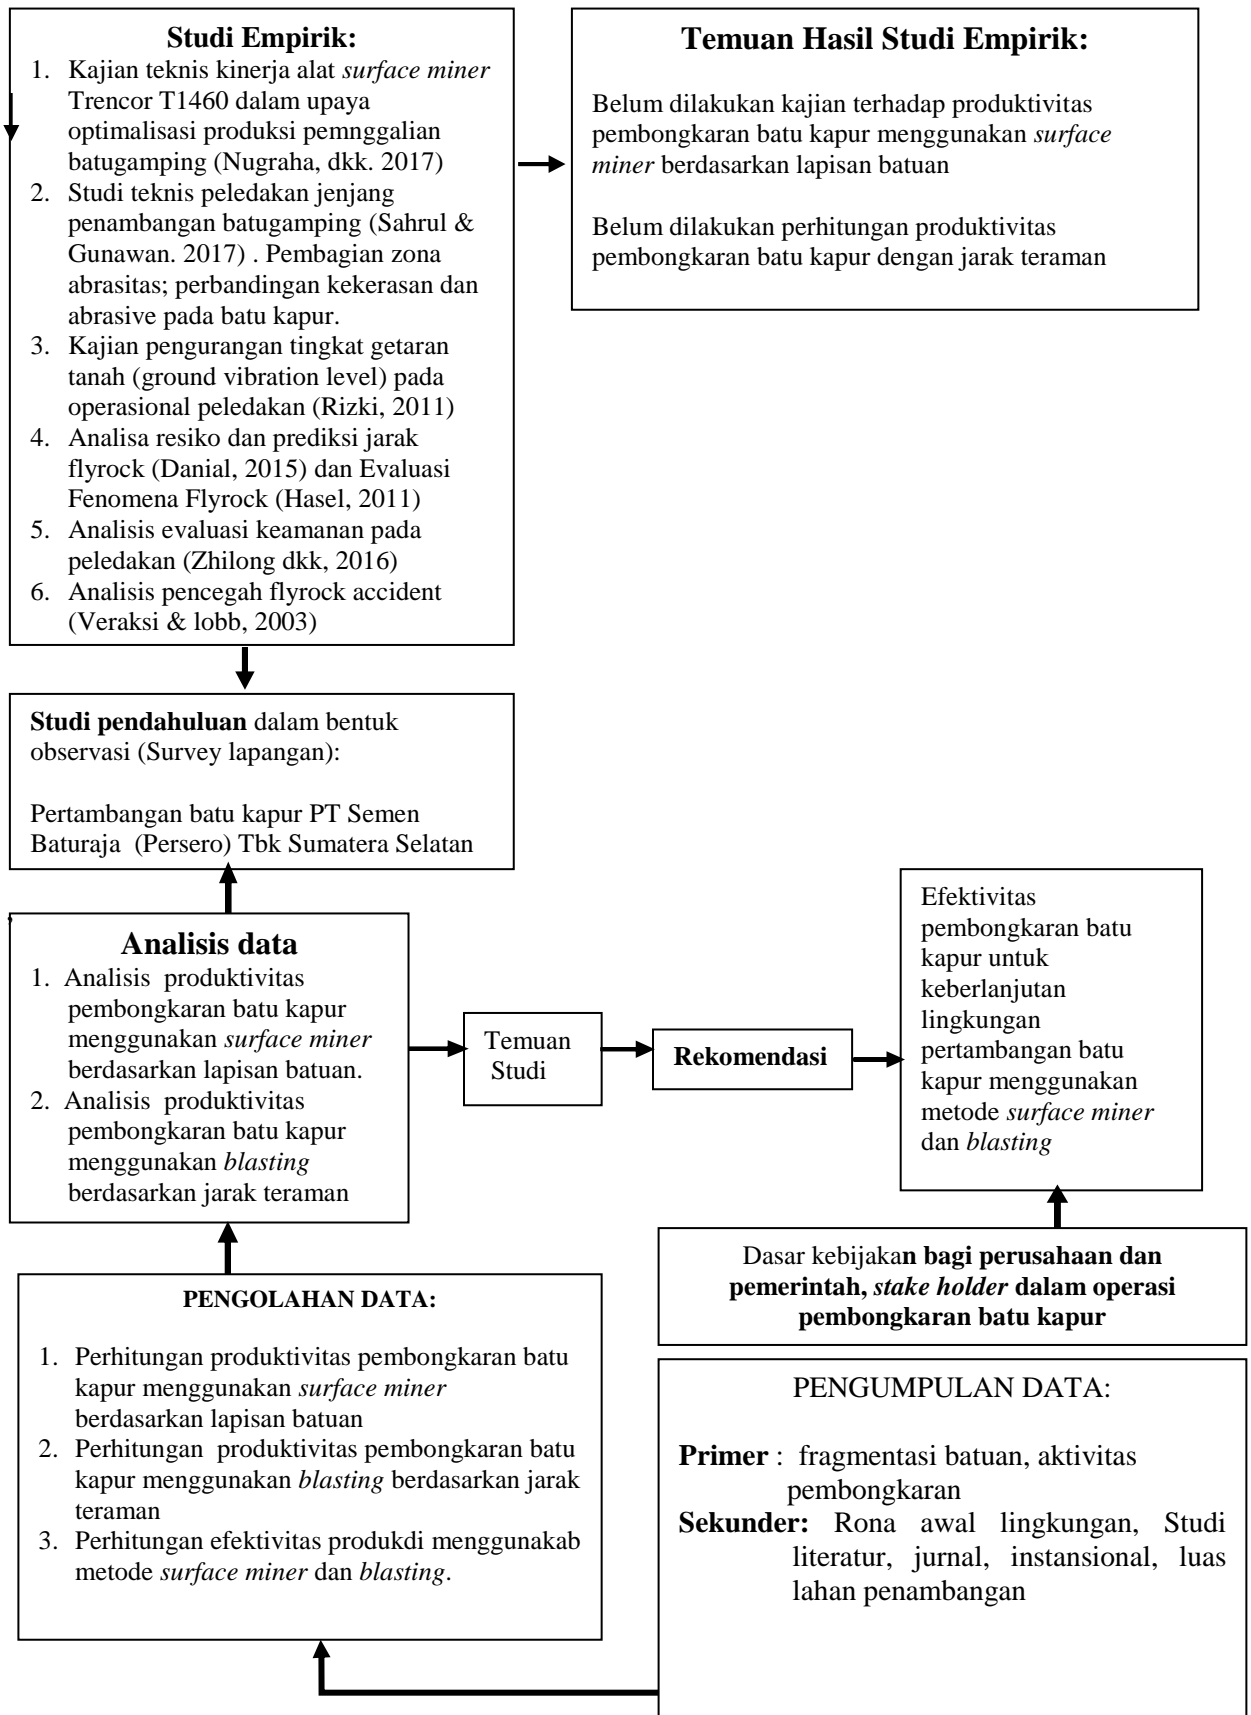 Studi Empirik:
1. Kajian teknis kinerja alat surface miner
Trencor T1460 dalam upaya
optimalisasi produksi pemnggalian
batugamping (Nugraha, dkk. 2017)
2. Studi teknis peledakan jenjang
penambangan batugamping (Sahrul &
Gunawan. 2017) . Pembagian zona
abrasitas; perbandingan kekerasan dan
abrasive pada batu kapur.
3. Kajian pengurangan tingkat getaran
tanah (ground vibration level) pada
operasional peledakan (Rizki, 2011)
4. Analisa resiko dan prediksi jarak
flyrock (Danial, 2015) dan Evaluasi
Fenomena Flyrock (Hasel, 2011)
5. Analisis evaluasi keamanan pada
peledakan (Zhilong dkk, 2016)
6. Analisis pencegah flyrock accident
(Veraksi & lobb, 2003)
Temuan Hasil Studi Empirik:
Belum dilakukan kajian terhadap produktivitas
pembongkaran batu kapur menggunakan surface
miner berdasarkan lapisan batuan
Belum dilakukan perhitungan produktivitas
pembongkaran batu kapur dengan jarak teraman
Studi pendahuluan dalam bentuk
observasi (Survey lapangan):
Pertambangan batu kapur PT Semen
Baturaja (Persero) Tbk Sumatera Selatan
Analisis data
1. Analisis produktivitas
pembongkaran batu kapur
menggunakan surface miner
berdasarkan lapisan batuan.
2. Analisis produktivitas
pembongkaran batu kapur
menggunakan blasting
berdasarkan jarak teraman
Temuan
Studi
Rekomendasi
Efektivitas
pembongkaran batu
kapur untuk
keberlanjutan
lingkungan
pertambangan batu
kapur menggunakan
metode surface miner
dan blasting
Dasar kebijakan bagi perusahaan dan
pemerintah, stake holder dalam operasi
pembongkaran batu kapur
PENGOLAHAN DATA:
1. Perhitungan produktivitas pembongkaran batu
kapur menggunakan surface miner
berdasarkan lapisan batuan
2. Perhitungan produktivitas pembongkaran batu
kapur menggunakan blasting berdasarkan jarak
teraman
3. Perhitungan efektivitas produkdi menggunakab
metode surface miner dan blasting.
PENGUMPULAN DATA:
Primer : fragmentasi batuan, aktivitas
pembongkaran
Sekunder: Rona awal lingkungan, Studi
literatur, jurnal, instansional, luas
lahan penambangan